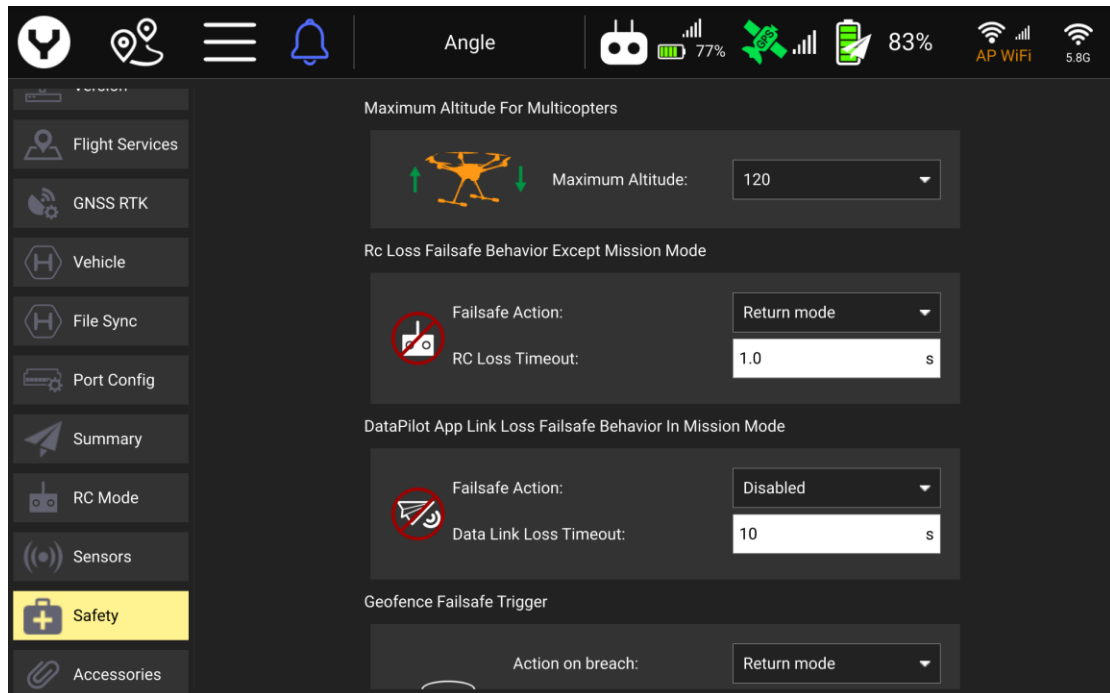 Y
Angle
77%
GPS
83%
AP WiFi
5.8G
Version
Flight Services
GNSS RTK
H Vehicle
H File Sync
Port Config
Summary
RC Mode
Sensors
Safety
Accessories
Maximum Altitude For Multicopters
Maximum Altitude: 120
Rc Loss Failsafe Behavior Except Mission Mode
Failsafe Action: Return mode
RC Loss Timeout: 1.0 s
DataPilot App Link Loss Failsafe Behavior In Mission Mode
Failsafe Action: Disabled
Data Link Loss Timeout: 10 s
Geofence Failsafe Trigger
Action on breach: Return mode